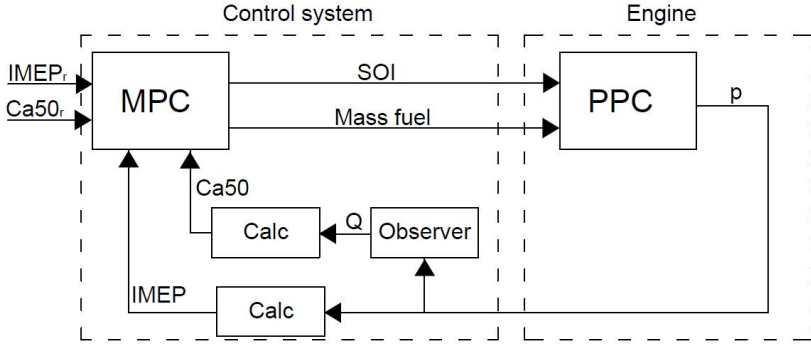 Control system
Engine
IMEPr
Ca50r
MPC
SOI
Mass fuel
PPC
p
Ca50
Calc
Q
Observer
IMEP
Calc